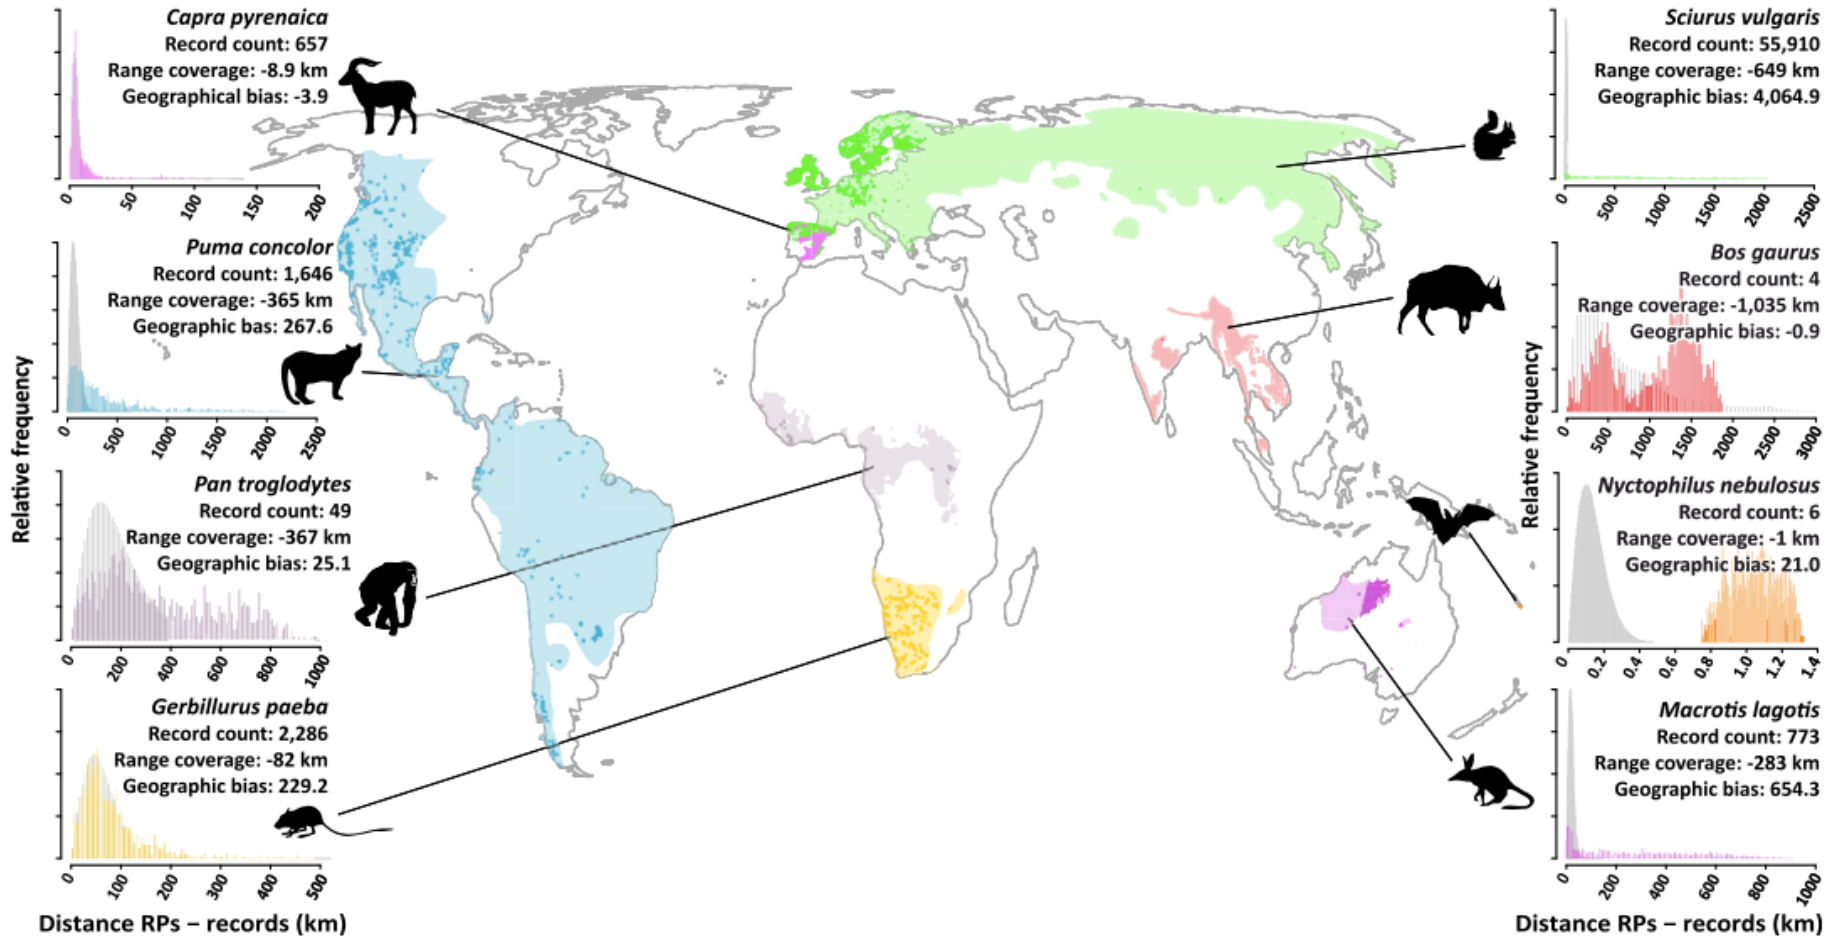 Capra pyrenaica
Record count: 657
Range coverage: -8.9 km
Geographical bias: -3.9
0 50 100 150 200
Puma concolor
Record count: 1,646
Range coverage: -365 km
Geographic bas: 267.6
0 500 1000 1500 2000 2500
Relative frequency
Pan troglodytes
Record count: 49
Range coverage: -367 km
Geographic bias: 25.1
0 200 400 600 800 1000
Gerbillurus paeba
Record count: 2,286
Range coverage: -82 km
Geographic bias: 229.2
0 100 200 300 400 500
Distance RPs – records (km)
Sciurus vulgaris
Record count: 55,910
Range coverage: -649 km
Geographic bias: 4,064.9
0 500 1000 1500 2000 2500
Bos gaurus
Record count: 4
Range coverage: -1,035 km
Geographic bias: -0.9
0 500 1000 1500 2000 3000
Relative frequency
Nyctophilus nebulosus
Record count: 6
Range coverage: -1 km
Geographic bias: 21.0
0 0.2 0.4 0.6 0.8 1.0 1.2 1.4
Macrotis lagotis
Record count: 773
Range coverage: -283 km
Geographic bias: 654.3
0 200 400 600 800 1000
Distance RPs – records (km)